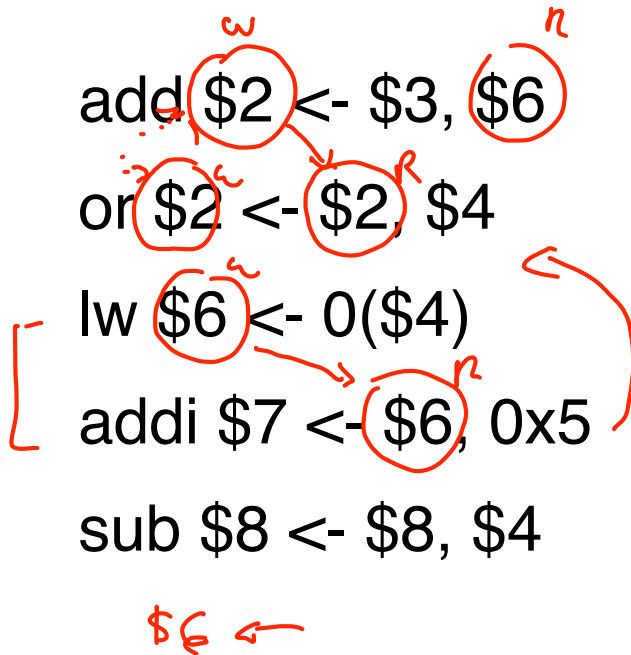 w r
add $2 <- $3, $6
w R
or $2 <- $2, $4
w
lw $6 <- 0($4)
r
addi $7 <- $6, 0x5
sub $8 <- $8, $4
$6 ←